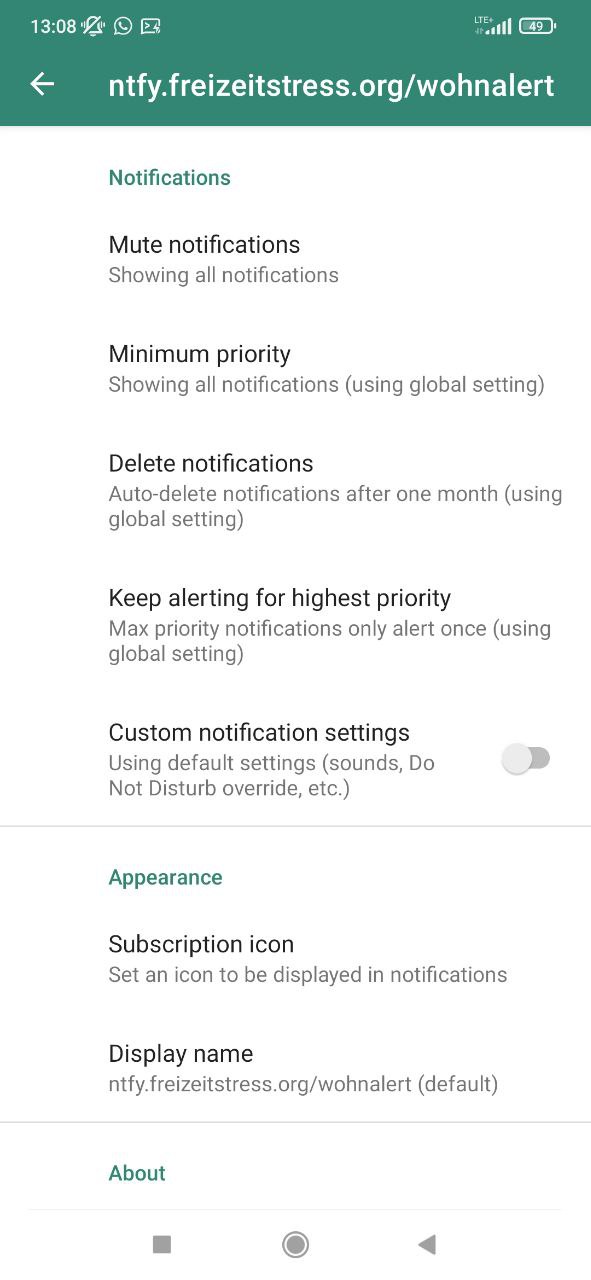 13:08
LTE+
49
ntfy.freizeitstress.org/wohnalert
Notifications
Mute notifications
Showing all notifications
Minimum priority
Showing all notifications (using global setting)
Delete notifications
Auto-delete notifications after one month (using
global setting)
Keep alerting for highest priority
Max priority notifications only alert once (using
global setting)
Custom notification settings
Using default settings (sounds, Do
Not Disturb override, etc.)
Appearance
Subscription icon
Set an icon to be displayed in notifications
Display name
ntfy.freizeitstress.org/wohnalert (default)
About